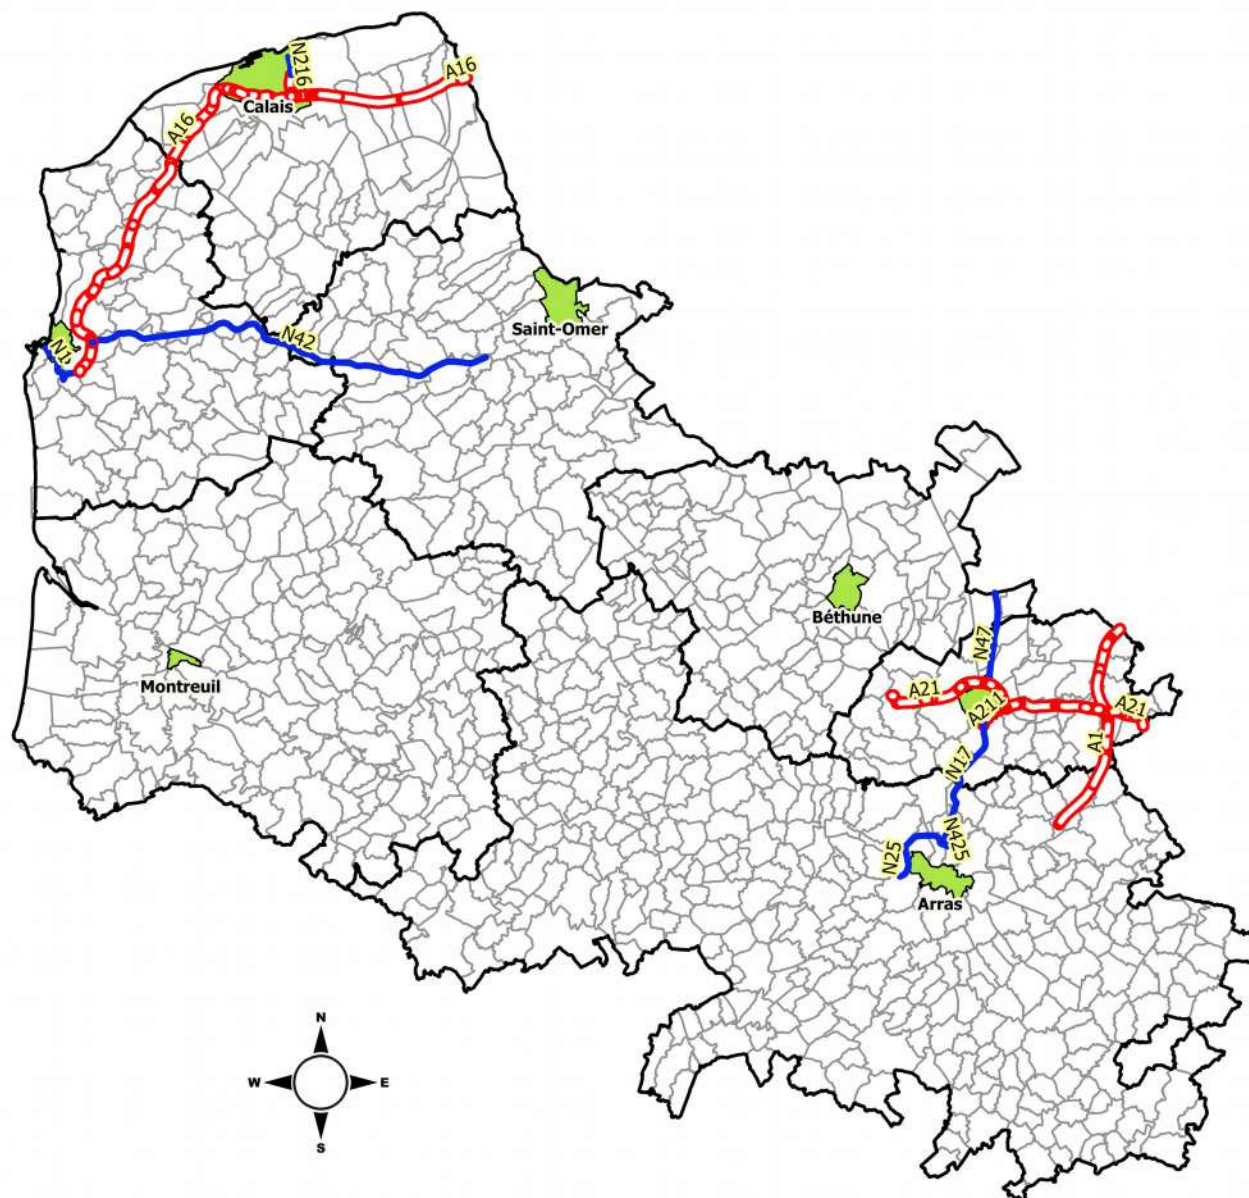 N216
A16
Calais
A16
Saint-Omer
N42
N1
Béthune
N47
Montreuil
A21
A211
A21
A1
N17
N425
N25
Arras
N
W
E
S